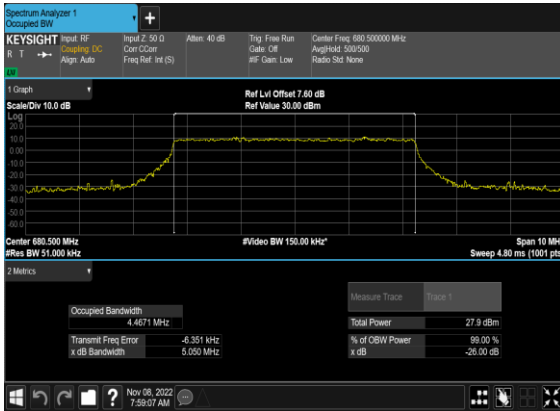 Spectrum Analyzer 1
Occupied BW
+
KEYSIGHT
R T
LXI
Input: RF
Coupling: DC
Align: Auto
Input Z: 50 Ω
Corr CCorr
Freq Ref: Int (S)
Atten: 40 dB
Trig: Free Run
Gate: Off
#IF Gain: Low
Center Freq: 680.500000 MHz
Avg|Hold: 500/500
Radio Std: None
1 Graph
Scale/Div 10.0 dB
Ref Lvl Offset 7.60 dB
Ref Value 30.00 dBm
Log
20.0
10.0
0.00
-10.0
-20.0
-30.0
-40.0
-50.0
-60.0
Center 680.500 MHz
#Res BW 51.000 kHz
#Video BW 150.00 kHz*
Span 10 MH
Sweep 4.80 ms (1001 pts
2 Metrics
Measure Trace
Trace 1
Occupied Bandwidth
4.4671 MHz
Total Power
27.9 dBm
Transmit Freq Error
-6.351 kHz
% of OBW Power
99.00 %
x dB Bandwidth
5.050 MHz
x dB
-26.00 dB
?
Nov 08, 2022
7:59:07 AM